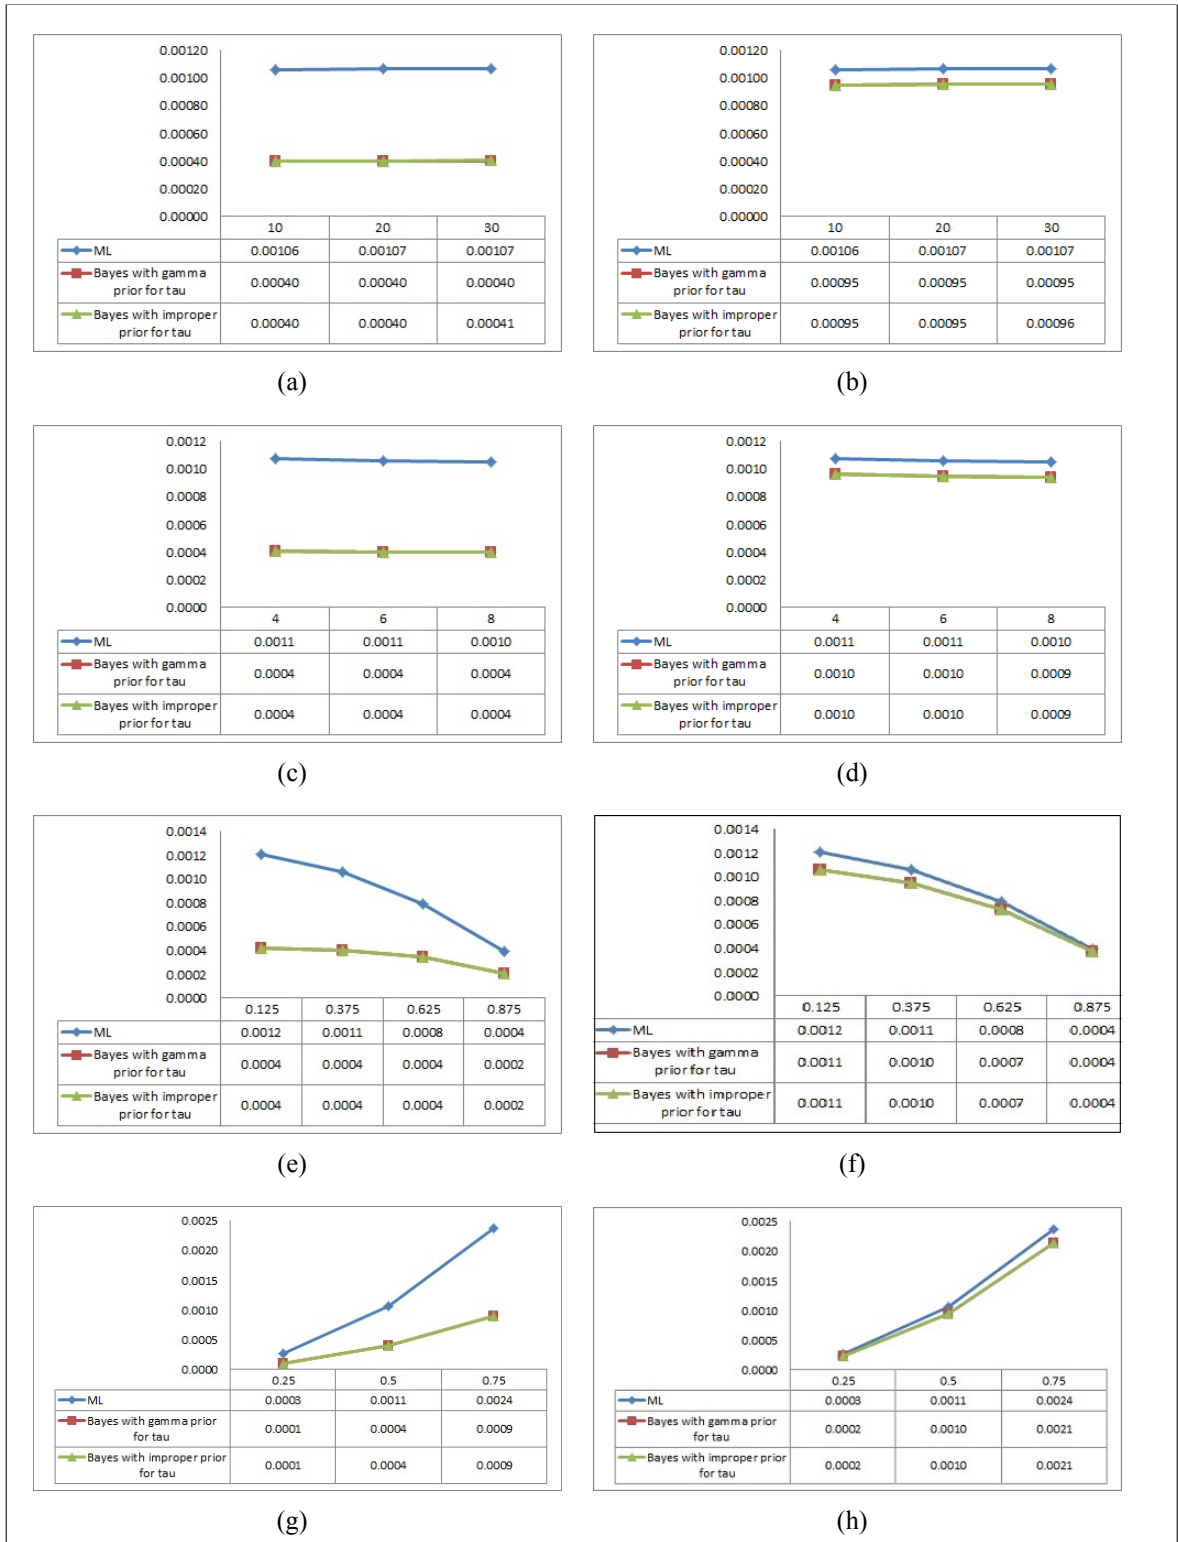 0.00120
0.00100
0.00080
0.00060
0.00040
0.00020
0.00000
10 20 30
ML 0.00106 0.00107 0.00107
Bayes with gamma
prior for tau 0.00040 0.00040 0.00040
Bayes with improper
prior for tau 0.00040 0.00040 0.00041
(a)
0.00120
0.00100
0.00080
0.00060
0.00040
0.00020
0.00000
10 20 30
ML 0.00106 0.00107 0.00107
Bayes with gamma
prior for tau 0.00095 0.00095 0.00095
Bayes with improper
prior for tau 0.00095 0.00095 0.00096
(b)
0.0012
0.0010
0.0008
0.0006
0.0004
0.0002
0.0000
4 6 8
ML 0.0011 0.0011 0.0010
Bayes with gamma
prior for tau 0.0004 0.0004 0.0004
Bayes with improper
prior for tau 0.0004 0.0004 0.0004
(c)
0.0012
0.0010
0.0008
0.0006
0.0004
0.0002
0.0000
4 6 8
ML 0.0011 0.0011 0.0010
Bayes with gamma
prior for tau 0.0010 0.0010 0.0009
Bayes with improper
prior for tau 0.0010 0.0010 0.0009
(d)
0.0014
0.0012
0.0010
0.0008
0.0006
0.0004
0.0002
0.0000
0.125 0.375 0.625 0.875
ML 0.0012 0.0011 0.0008 0.0004
Bayes with gamma
prior for tau 0.0004 0.0004 0.0004 0.0002
Bayes with improper
prior for tau 0.0004 0.0004 0.0004 0.0002
(e)
0.0014
0.0012
0.0010
0.0008
0.0006
0.0004
0.0002
0.0000
0.125 0.375 0.625 0.875
ML 0.0012 0.0011 0.0008 0.0004
Bayes with gamma
prior for tau 0.0011 0.0010 0.0007 0.0004
Bayes with improper
prior for tau 0.0011 0.0010 0.0007 0.0004
(f)
0.0025
0.0020
0.0015
0.0010
0.0005
0.0000
0.25 0.5 0.75
ML 0.0003 0.0011 0.0024
Bayes with gamma prior
for tau 0.0001 0.0004 0.0009
Bayes with improper prior
for tau 0.0001 0.0004 0.0009
(g)
0.0025
0.0020
0.0015
0.0010
0.0005
0.0000
0.25 0.5 0.75
ML 0.0003 0.0011 0.0024
Bayes with gamma prior
for tau 0.0002 0.0010 0.0021
Bayes with improper prior
for tau 0.0002 0.0010 0.0021
(h)